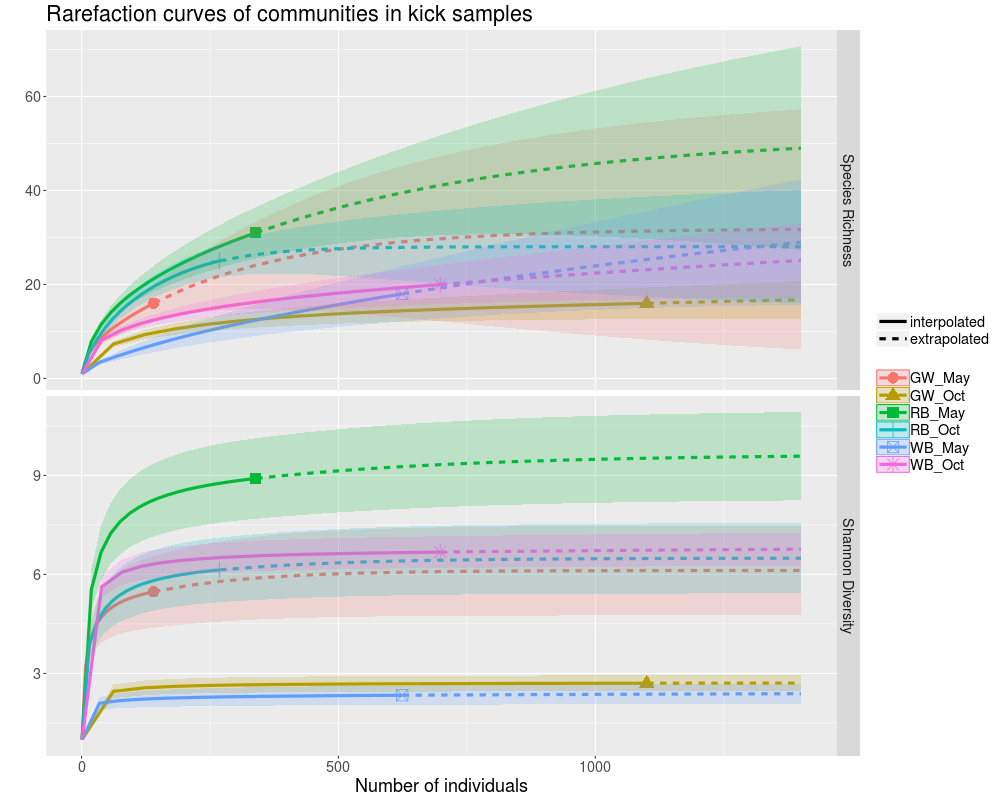 Rarefaction curves of communities in kick samples
60
40
20
0
Species Richness
9
6
3
Shannon Diversity
0
500
1000
Number of individuals
interpolated
extrapolated
GW_May
GW_Oct
RB_May
RB_Oct
WB_May
WB_Oct